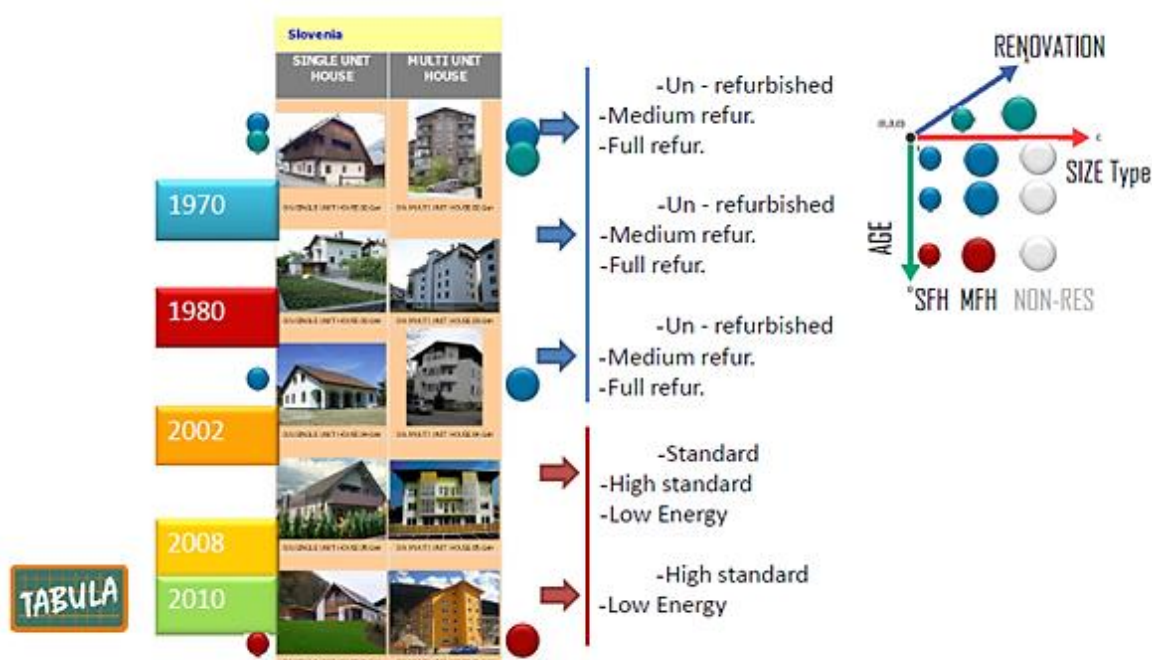 Slovenia
SINGLE UNIT
HOUSE
MULTI UNIT
HOUSE
-Un - refurbished
-Medium refur.
-Full refur.
1970
-Un - refurbished
-Medium refur.
-Full refur.
1980
-Un - refurbished
-Medium refur.
-Full refur.
2002
-Standard
-High standard
-Low Energy
2008
2010
-High standard
-Low Energy
TABULA
RENOVATION
SIZE Type
AGE
SFH MFH NON-RES